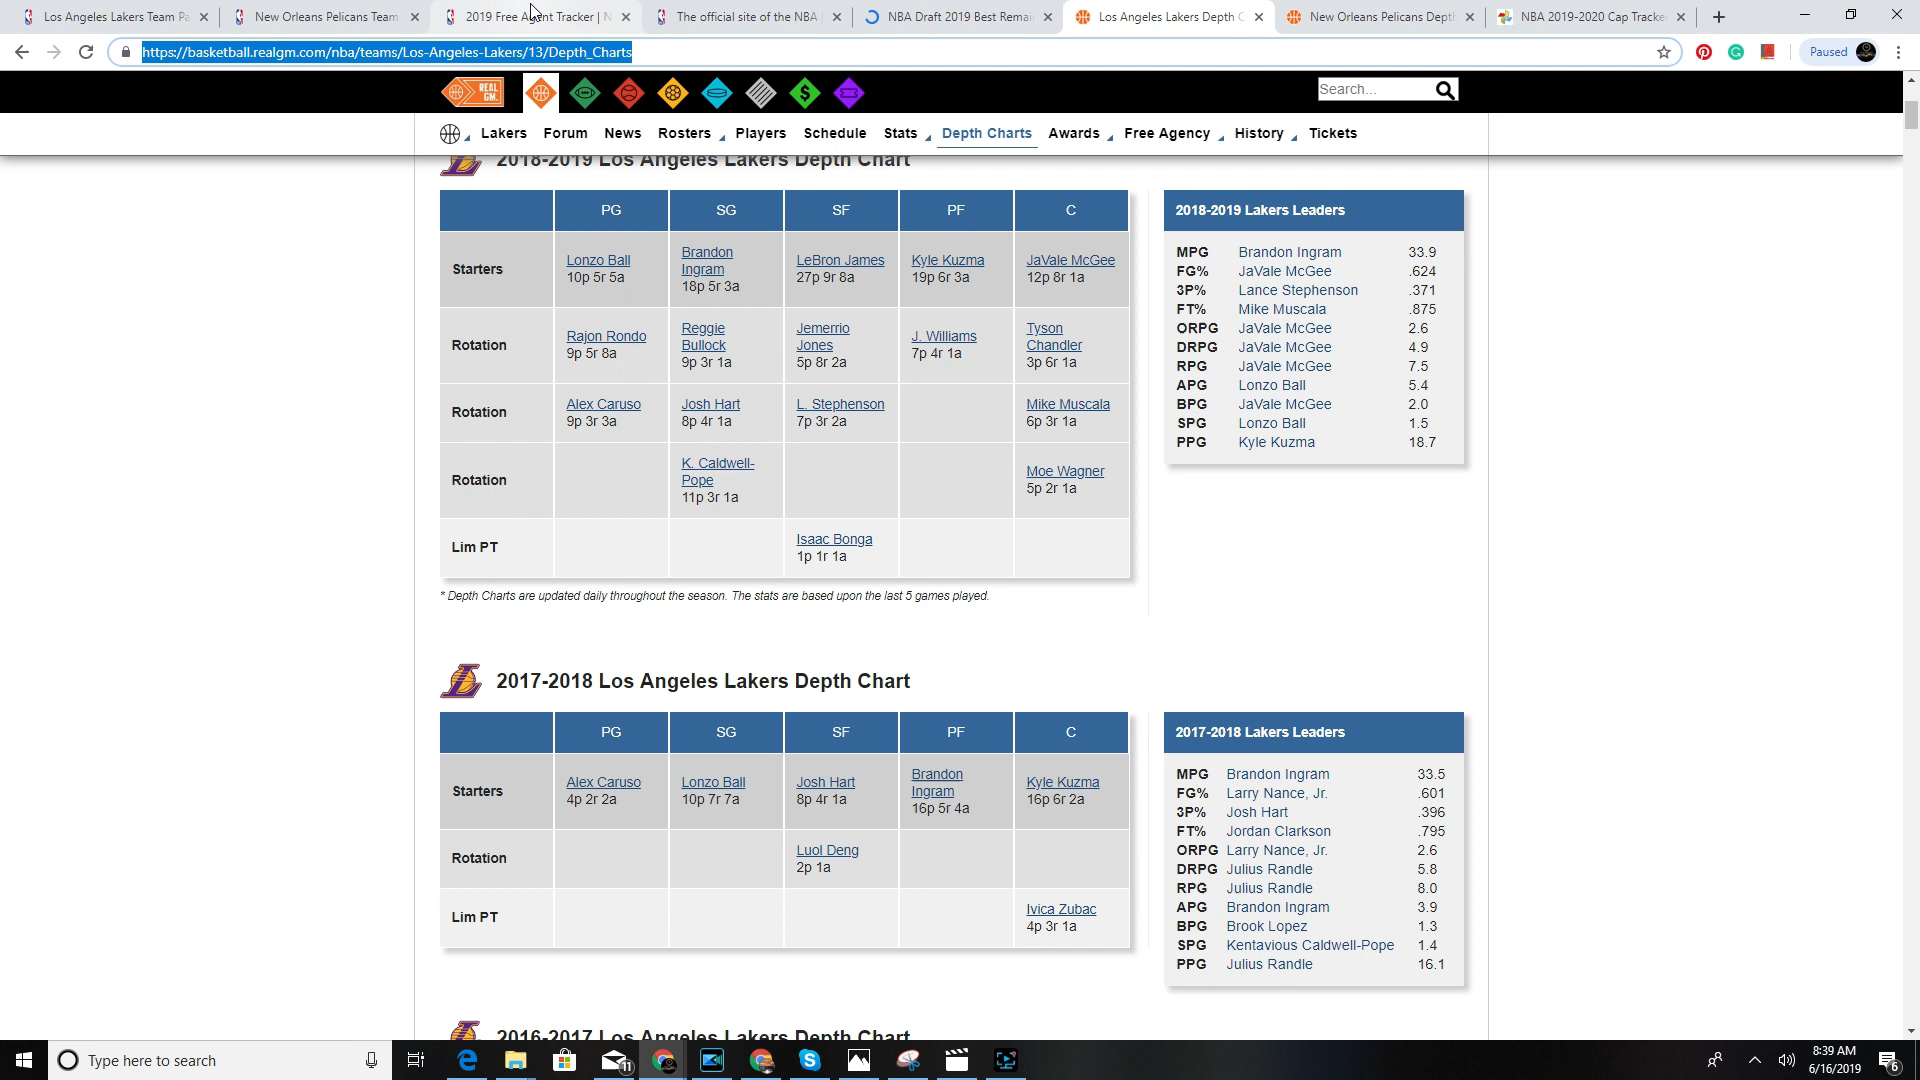 Los Angeles Lakers Team Pa
New Orleans Pelicans Team
2019 Free Agent Tracker | N
The official site of the NBA
NBA Draft 2019 Best Remai
Los Angeles Lakers Depth C
New Orleans Pelicans Dept
NBA 2019-2020 Cap Tracke
https://basketball.realgm.com/nba/teams/Los-Angeles-Lakers/13/Depth_Charts
Paused
REAL GM.
Search...
Lakers Forum News Rosters Players Schedule Stats Depth Charts Awards Free Agency History Tickets
2018-2019 Los Angeles Lakers Depth Chart
PG SG SF PF C
Starters
Lonzo Ball
10p 5r 5a
Brandon
Ingram
18p 5r 3a
LeBron James
27p 9r 8a
Kyle Kuzma
19p 6r 3a
JaVale McGee
12p 8r 1a
Rotation
Rajon Rondo
9p 5r 8a
Reggie
Bullock
9p 3r 1a
Jemerrio
Jones
5p 8r 2a
J. Williams
7p 4r 1a
Tyson
Chandler
3p 6r 1a
Rotation
Alex Caruso
9p 3r 3a
Josh Hart
8p 4r 1a
L. Stephenson
7p 3r 2a
Mike Muscala
6p 3r 1a
Rotation
K. Caldwell-
Pope
11p 3r 1a
Moe Wagner
5p 2r 1a
Lim PT
Isaac Bonga
1p 1r 1a
* Depth Charts are updated daily throughout the season. The stats are based upon the last 5 games played.
2018-2019 Lakers Leaders
MPG Brandon Ingram 33.9
FG% JaVale McGee .624
3P% Lance Stephenson .371
FT% Mike Muscala .875
ORPG JaVale McGee 2.6
DRPG JaVale McGee 4.9
RPG JaVale McGee 7.5
APG Lonzo Ball 5.4
BPG JaVale McGee 2.0
SPG Lonzo Ball 1.5
PPG Kyle Kuzma 18.7
2017-2018 Los Angeles Lakers Depth Chart
PG SG SF PF C
Starters
Alex Caruso
4p 2r 2a
Lonzo Ball
10p 7r 7a
Josh Hart
8p 4r 1a
Brandon
Ingram
16p 5r 4a
Kyle Kuzma
16p 6r 2a
Rotation
Luol Deng
2p 1a
Lim PT
Ivica Zubac
4p 3r 1a
2017-2018 Lakers Leaders
MPG Brandon Ingram 33.5
FG% Larry Nance, Jr. .601
3P% Josh Hart .396
FT% Jordan Clarkson .795
ORPG Larry Nance, Jr. 2.6
DRPG Julius Randle 5.8
RPG Julius Randle 8.0
APG Brandon Ingram 3.9
BPG Brook Lopez 1.3
SPG Kentavious Caldwell-Pope 1.4
PPG Julius Randle 16.1
2016-2017 Los Angeles Lakers Depth Chart
Type here to search
11
8:39 AM
6/16/2019
6